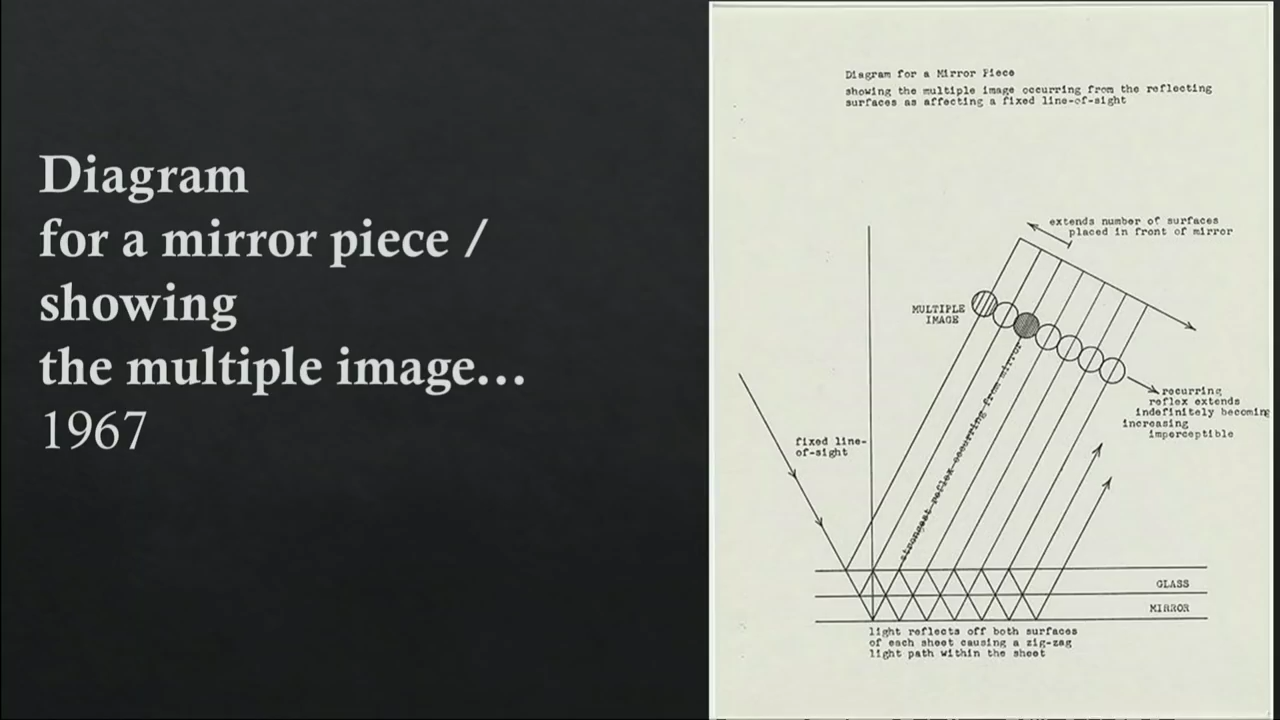 Diagram
for a mirror piece /
showing
the multiple image…
1967
Diagram for a Mirror Piece
showing the multiple image occurring from the reflecting
surfaces as affecting a fixed line-of-sight
extends number of surfaces
placed in front of mirror
MULTIPLE
IMAGE
recurring
reflex extends
indefinitely becoming
increasing
imperceptible
fixed line-
of-sight
strongest reflex occurring from mirror
GLASS
MIRROR
light reflects off both surfaces
of each sheet causing a zig-zag
light path within the sheet